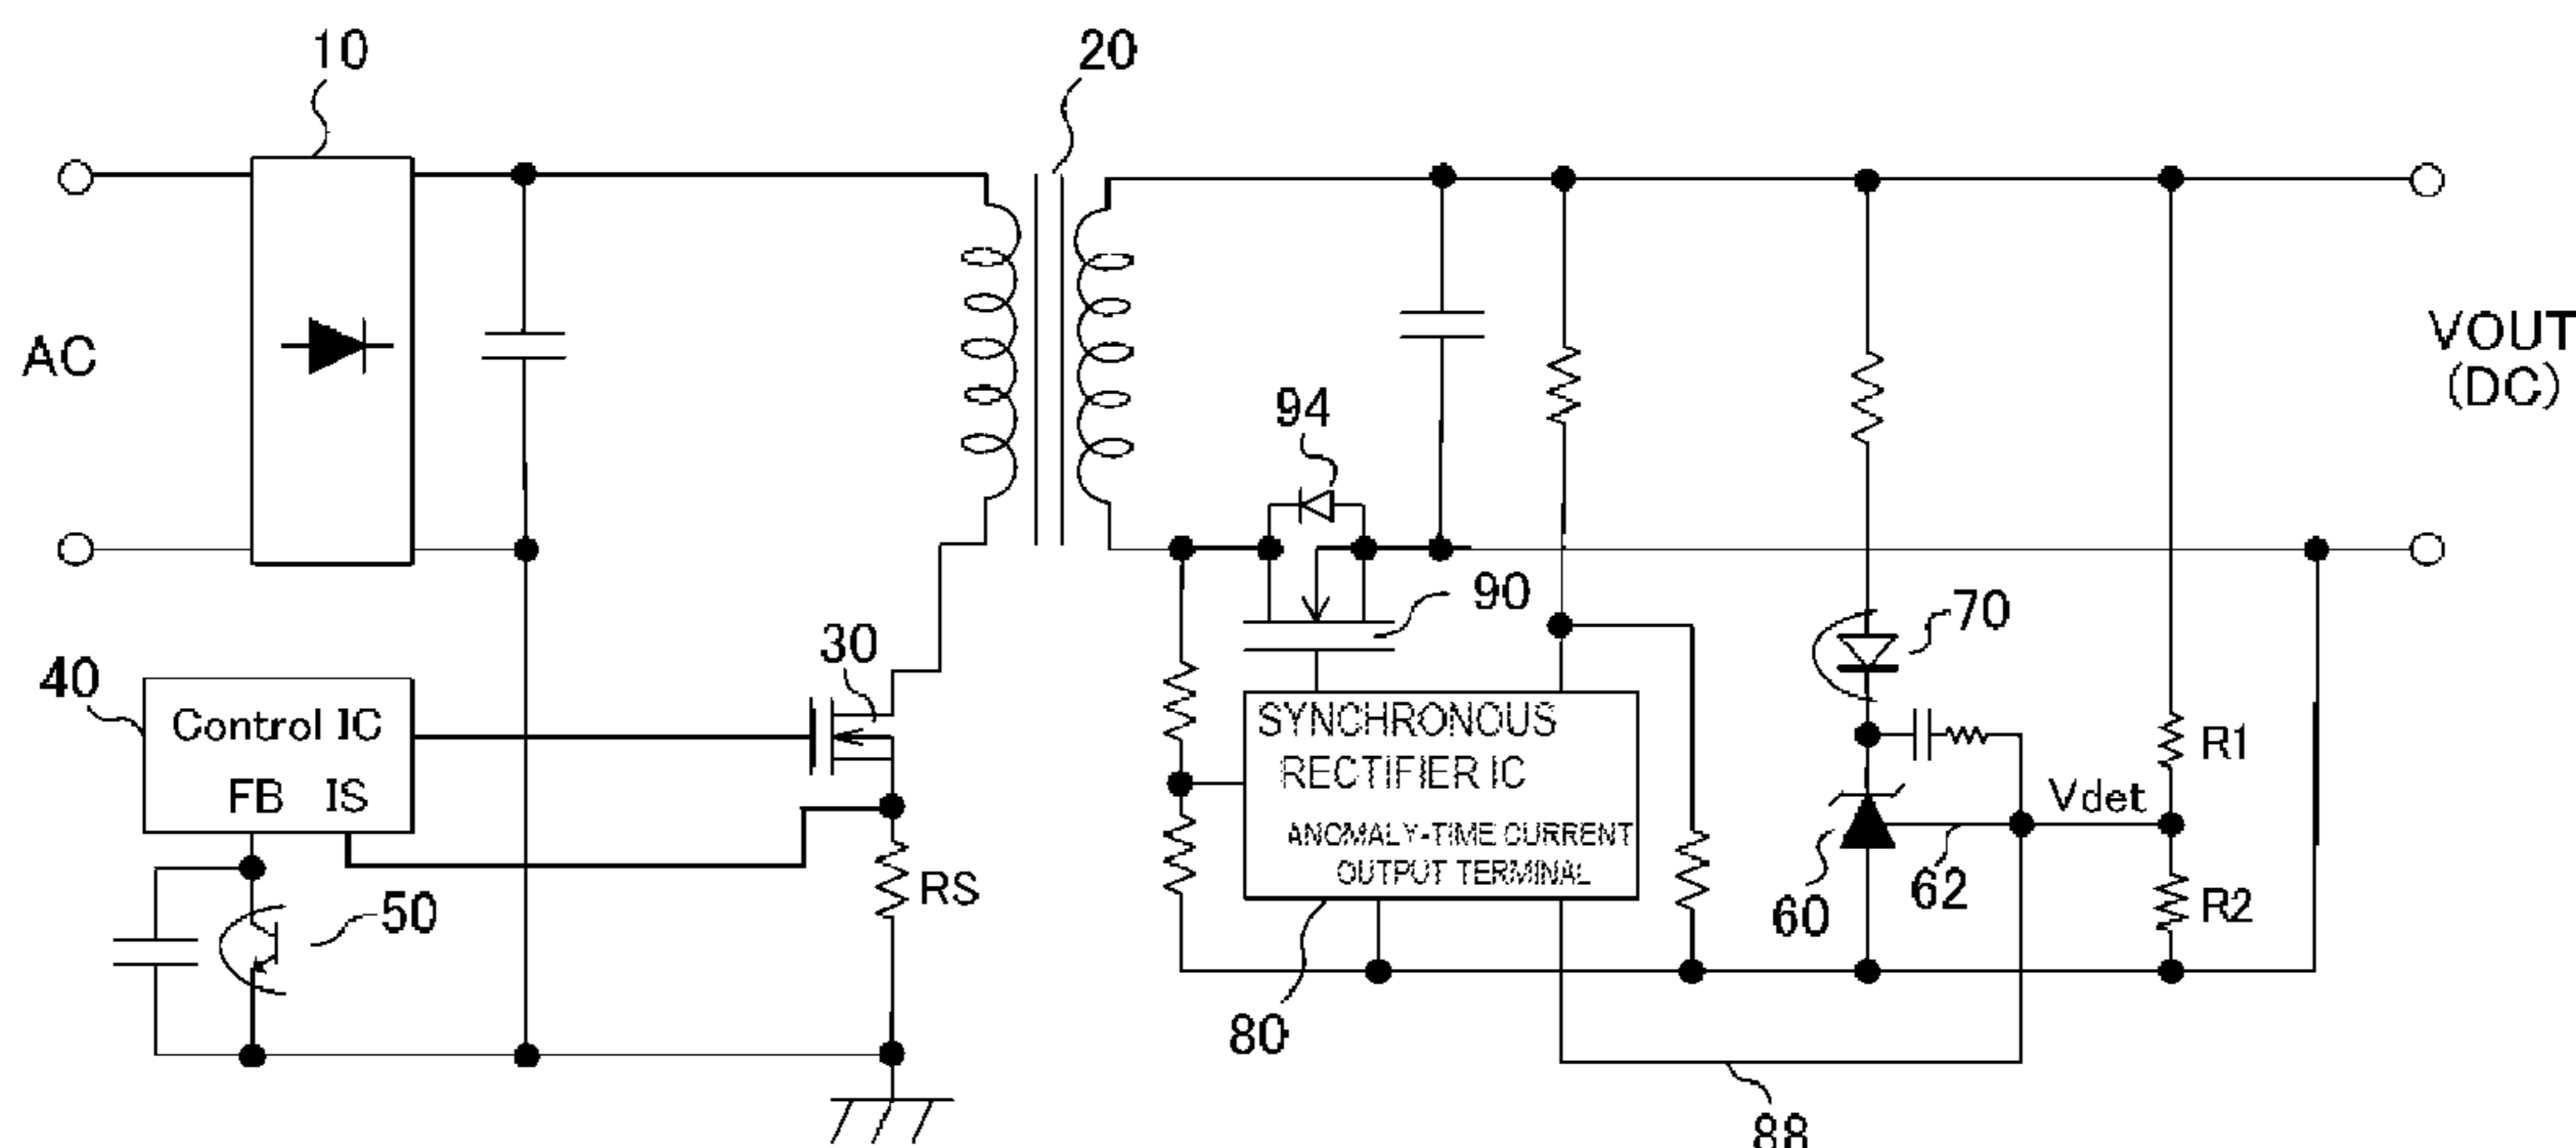 10
20
AC
VOUT
(DC)
94
90
70
40
Control IC
FB IS
30
RS
50
SYNCHRONOUS
RECTIFIER IC
ANOMALY-TIME CURRENT
OUTPUT TERMINAL
80
60
62
Vdet
R1
R2
88